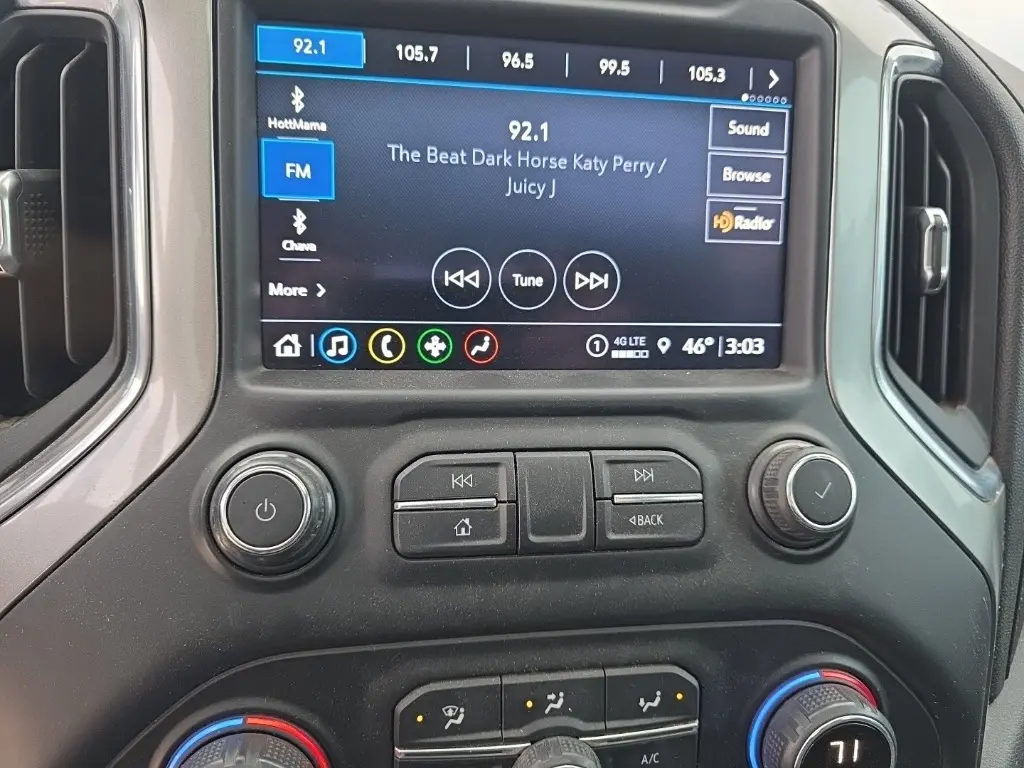 92.1 105.7 96.5 99.5 105.3
HottMama
FM
Chava
More
92.1
The Beat Dark Horse Katy Perry /
Juicy J
Sound
Browse
HD Radio
Tune
1 4G LTE 46° 3:03
BACK
A/C
71